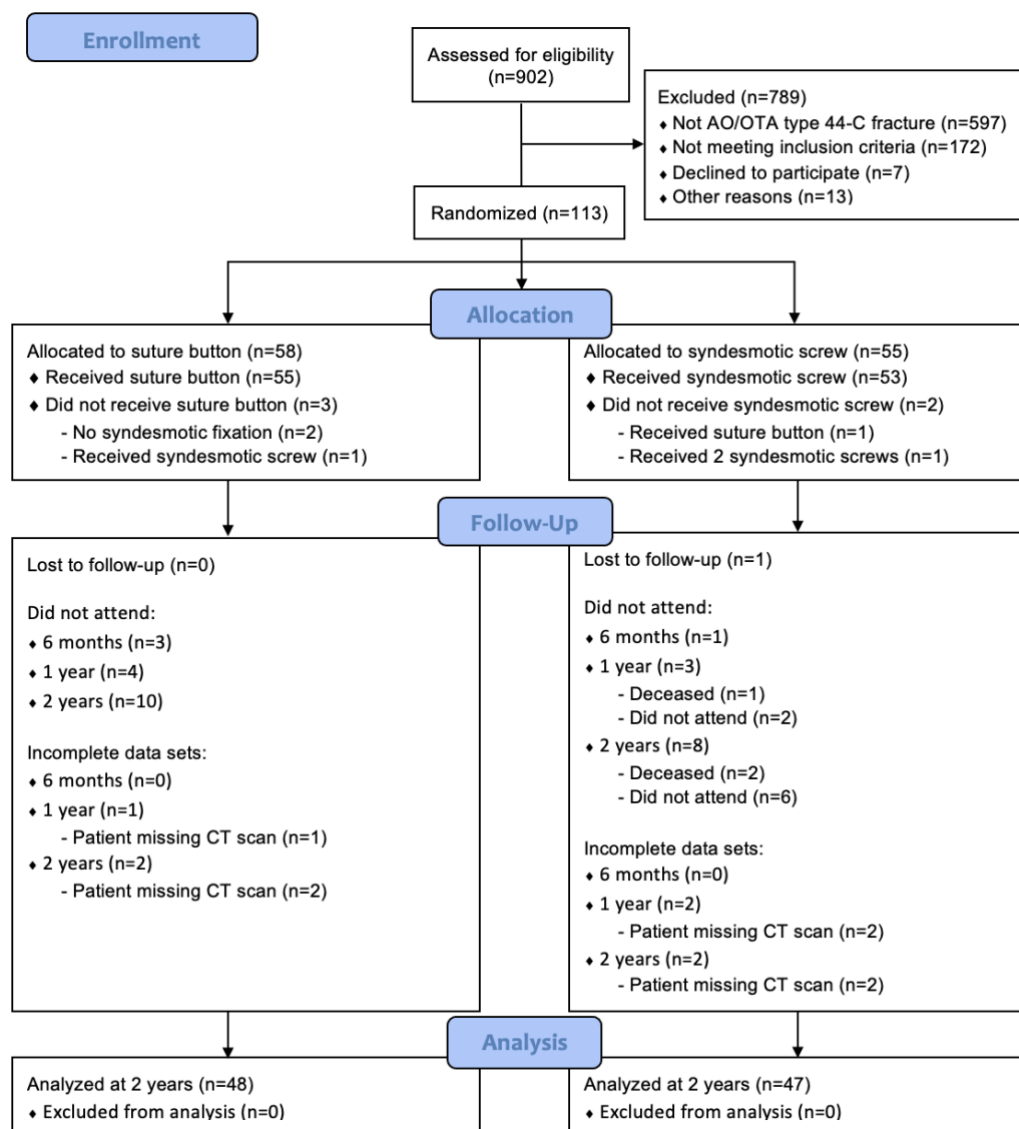 Enrollment
Assessed for eligibility
(n=902)
Excluded (n=789)
♦ Not AO/OTA type 44-C fracture (n=597)
♦ Not meeting inclusion criteria (n=172)
♦ Declined to participate (n=7)
♦ Other reasons (n=13)
Randomized (n=113)
Allocation
Allocated to suture button (n=58)
♦ Received suture button (n=55)
♦ Did not receive suture button (n=3)
- No syndesmotic fixation (n=2)
- Received syndesmotic screw (n=1)
Allocated to syndesmotic screw (n=55)
♦ Received syndesmotic screw (n=53)
♦ Did not receive syndesmotic screw (n=2)
- Received suture button (n=1)
- Received 2 syndesmotic screws (n=1)
Follow-Up
Lost to follow-up (n=0)
Did not attend:
♦ 6 months (n=3)
♦ 1 year (n=4)
♦ 2 years (n=10)
Incomplete data sets:
♦ 6 months (n=0)
♦ 1 year (n=1)
- Patient missing CT scan (n=1)
♦ 2 years (n=2)
- Patient missing CT scan (n=2)
Lost to follow-up (n=1)
Did not attend:
♦ 6 months (n=1)
♦ 1 year (n=3)
- Deceased (n=1)
- Did not attend (n=2)
♦ 2 years (n=8)
- Deceased (n=2)
- Did not attend (n=6)
Incomplete data sets:
♦ 6 months (n=0)
♦ 1 year (n=2)
- Patient missing CT scan (n=2)
♦ 2 years (n=2)
- Patient missing CT scan (n=2)
Analysis
Analyzed at 2 years (n=48)
♦ Excluded from analysis (n=0)
Analyzed at 2 years (n=47)
♦ Excluded from analysis (n=0)